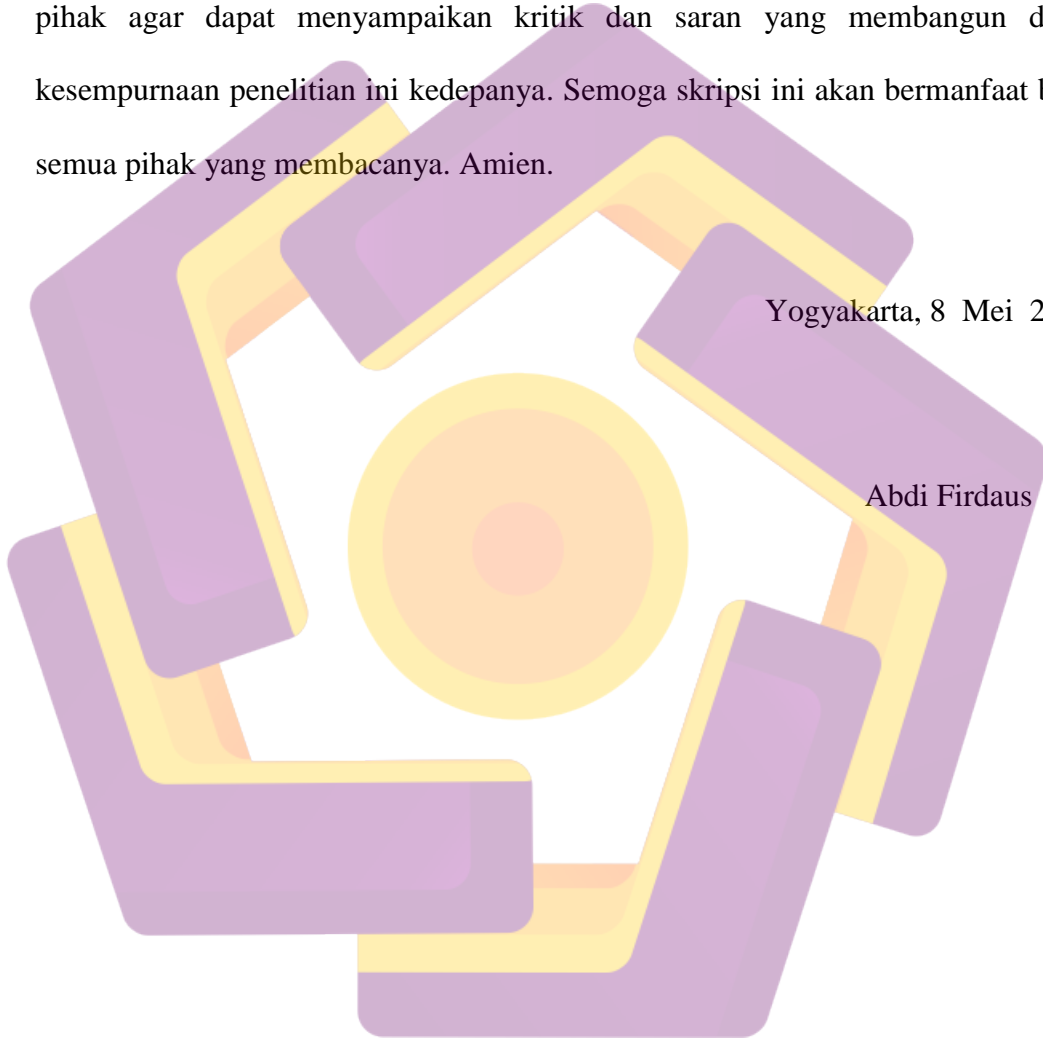 pihak agar dapat menyampaikan kritik dan saran yang membangun d
kesempurnaan penelitian ini kedepanya. Semoga skripsi ini akan bermanfaat b
semua pihak yang membacanya. Amien.
Yogyakarta, 8 Mei 2
Abdi Firdaus